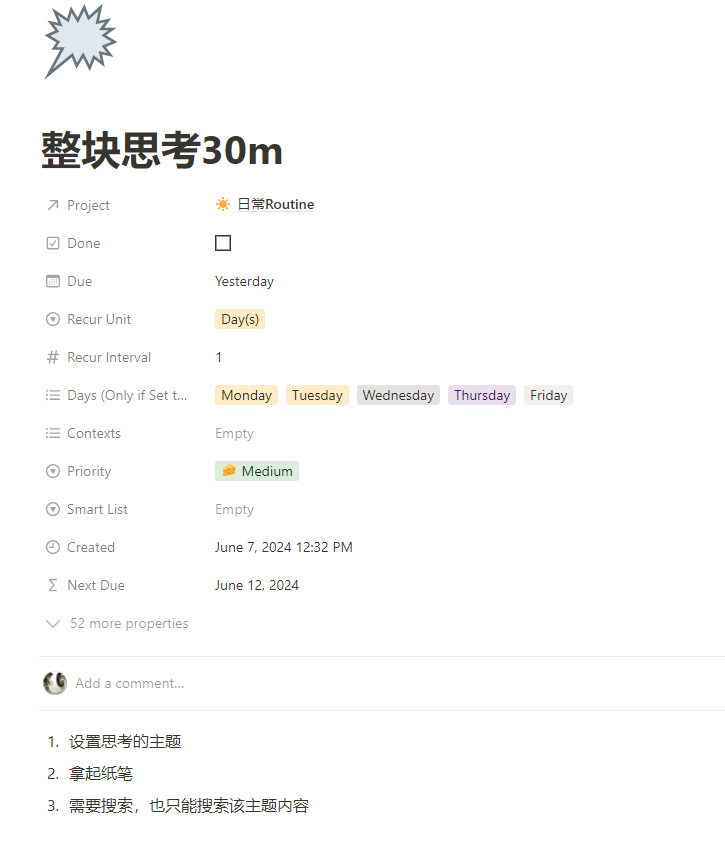 整块思考30m
Project 日常Routine
Done
Due Yesterday
Recur Unit Day(s)
Recur Interval 1
Days (Only if Set t... Monday Tuesday Wednesday Thursday Friday
Contexts Empty
Priority Medium
Smart List Empty
Created June 7, 2024 12:32 PM
Next Due June 12, 2024
52 more properties
Add a comment...
1. 设置思考的主题
2. 拿起纸笔
3. 需要搜索，也只能搜索该主题内容